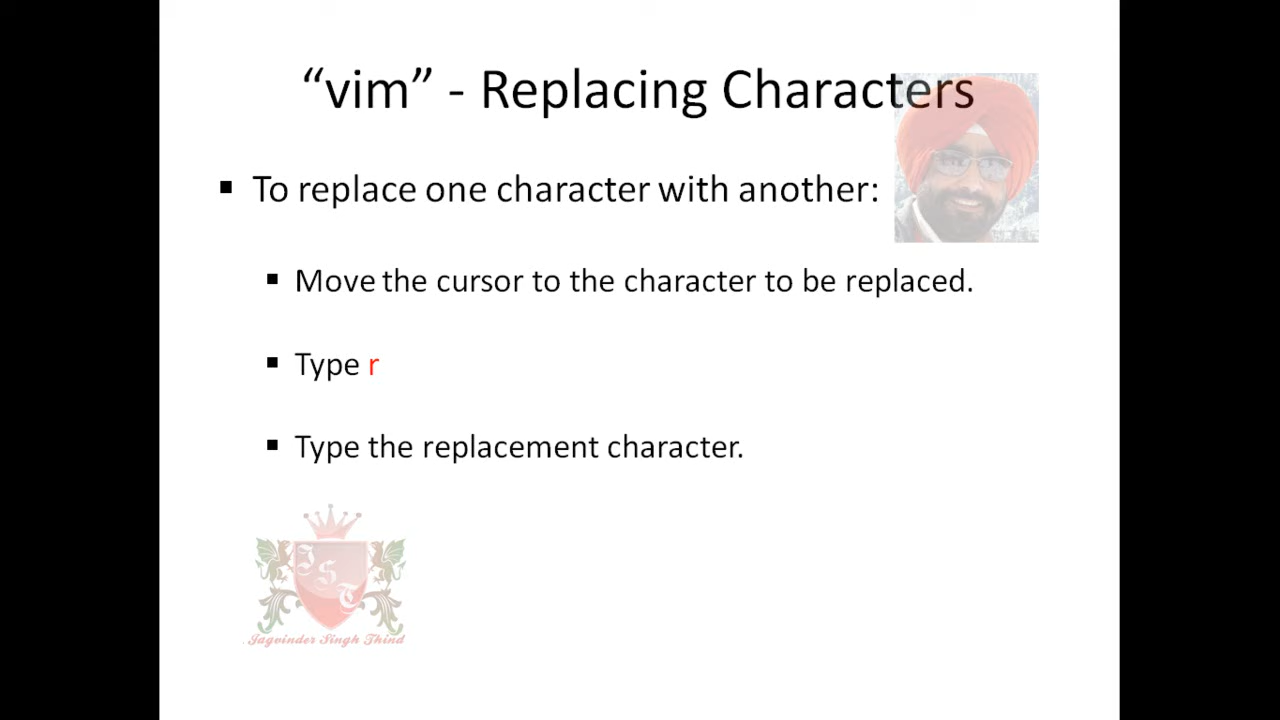 “vim” - Replacing Characters
▪ To replace one character with another:
▪ Move the cursor to the character to be replaced.
▪ Type r
▪ Type the replacement character.
J S T
Jagvinder Singh Thind